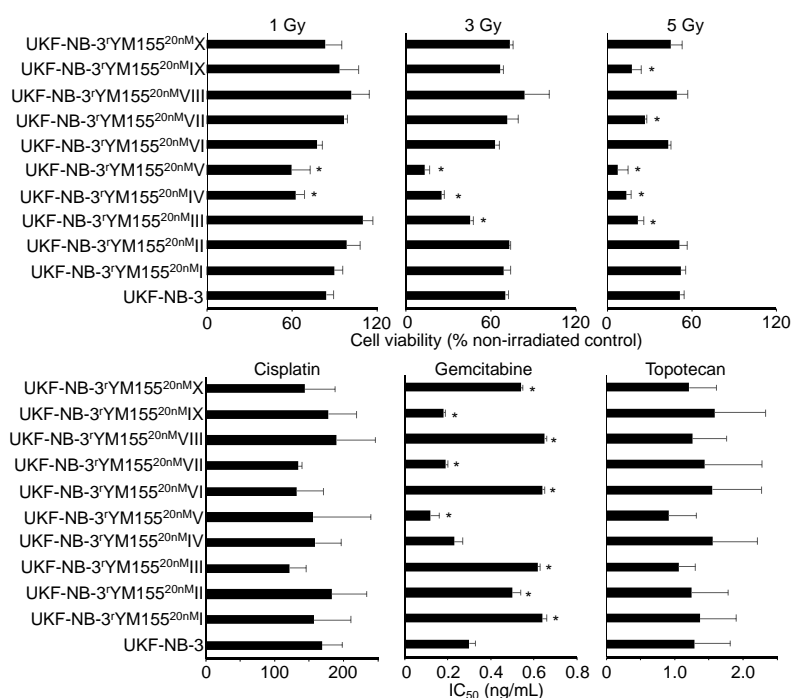 1 Gy 3 Gy 5 Gy
UKF-NB-3ʳYM155²⁰ⁿᴹX
UKF-NB-3ʳYM155²⁰ⁿᴹIX *
UKF-NB-3ʳYM155²⁰ⁿᴹVIII
UKF-NB-3ʳYM155²⁰ⁿᴹVII *
UKF-NB-3ʳYM155²⁰ⁿᴹVI
UKF-NB-3ʳYM155²⁰ⁿᴹV * * *
UKF-NB-3ʳYM155²⁰ⁿᴹIV * * *
UKF-NB-3ʳYM155²⁰ⁿᴹIII * *
UKF-NB-3ʳYM155²⁰ⁿᴹII
UKF-NB-3ʳYM155²⁰ⁿᴹI
UKF-NB-3
0 60 120 0 60 120 0 60 120
Cell viability (% non-irradiated control)
Cisplatin Gemcitabine Topotecan
UKF-NB-3ʳYM155²⁰ⁿᴹX *
UKF-NB-3ʳYM155²⁰ⁿᴹIX *
UKF-NB-3ʳYM155²⁰ⁿᴹVIII *
UKF-NB-3ʳYM155²⁰ⁿᴹVII *
UKF-NB-3ʳYM155²⁰ⁿᴹVI *
UKF-NB-3ʳYM155²⁰ⁿᴹV *
UKF-NB-3ʳYM155²⁰ⁿᴹIV
UKF-NB-3ʳYM155²⁰ⁿᴹIII *
UKF-NB-3ʳYM155²⁰ⁿᴹII *
UKF-NB-3ʳYM155²⁰ⁿᴹI *
UKF-NB-3
0 100 200 0 0.2 0.4 0.6 0.8 0 1.0 2.0
IC₅₀ (ng/mL)